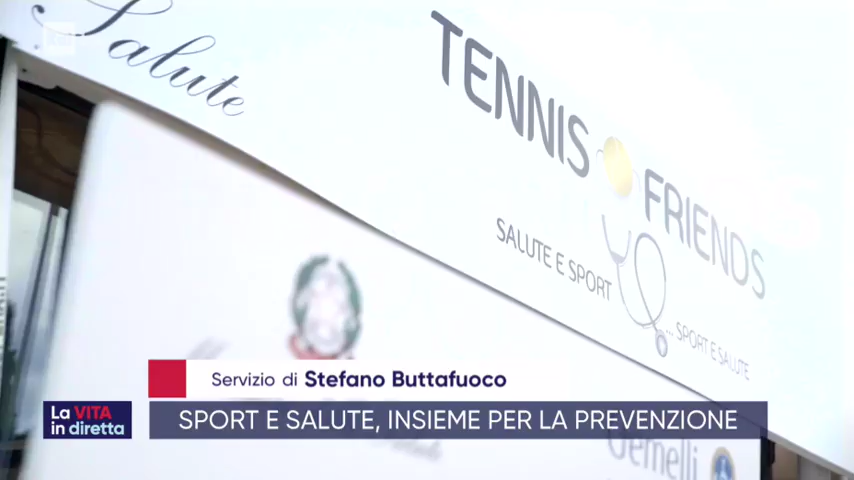 Salute
TENNIS FRIENDS
SALUTE E SPORT
... SPORT E SALUTE
Servizio di Stefano Buttafuoco
La VITA
in diretta
SPORT E SALUTE, INSIEME PER LA PREVENZIONE
Gemelli